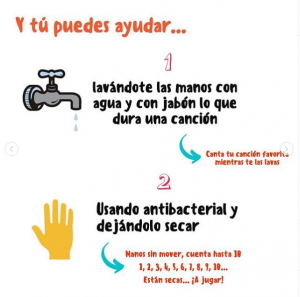 Y tú puedes ayudar...
1
lavándote las manos con
agua y con jabón lo que
dura una canción
Canta tu canción favorita
mientras te las lavas
2
Usando antibacterial y
dejándolo secar
Manos sin mover, cuenta hasta 10
1, 2, 3, 4, 5, 6, 7, 8, 9, 10...
Están secas... ¡A jugar!